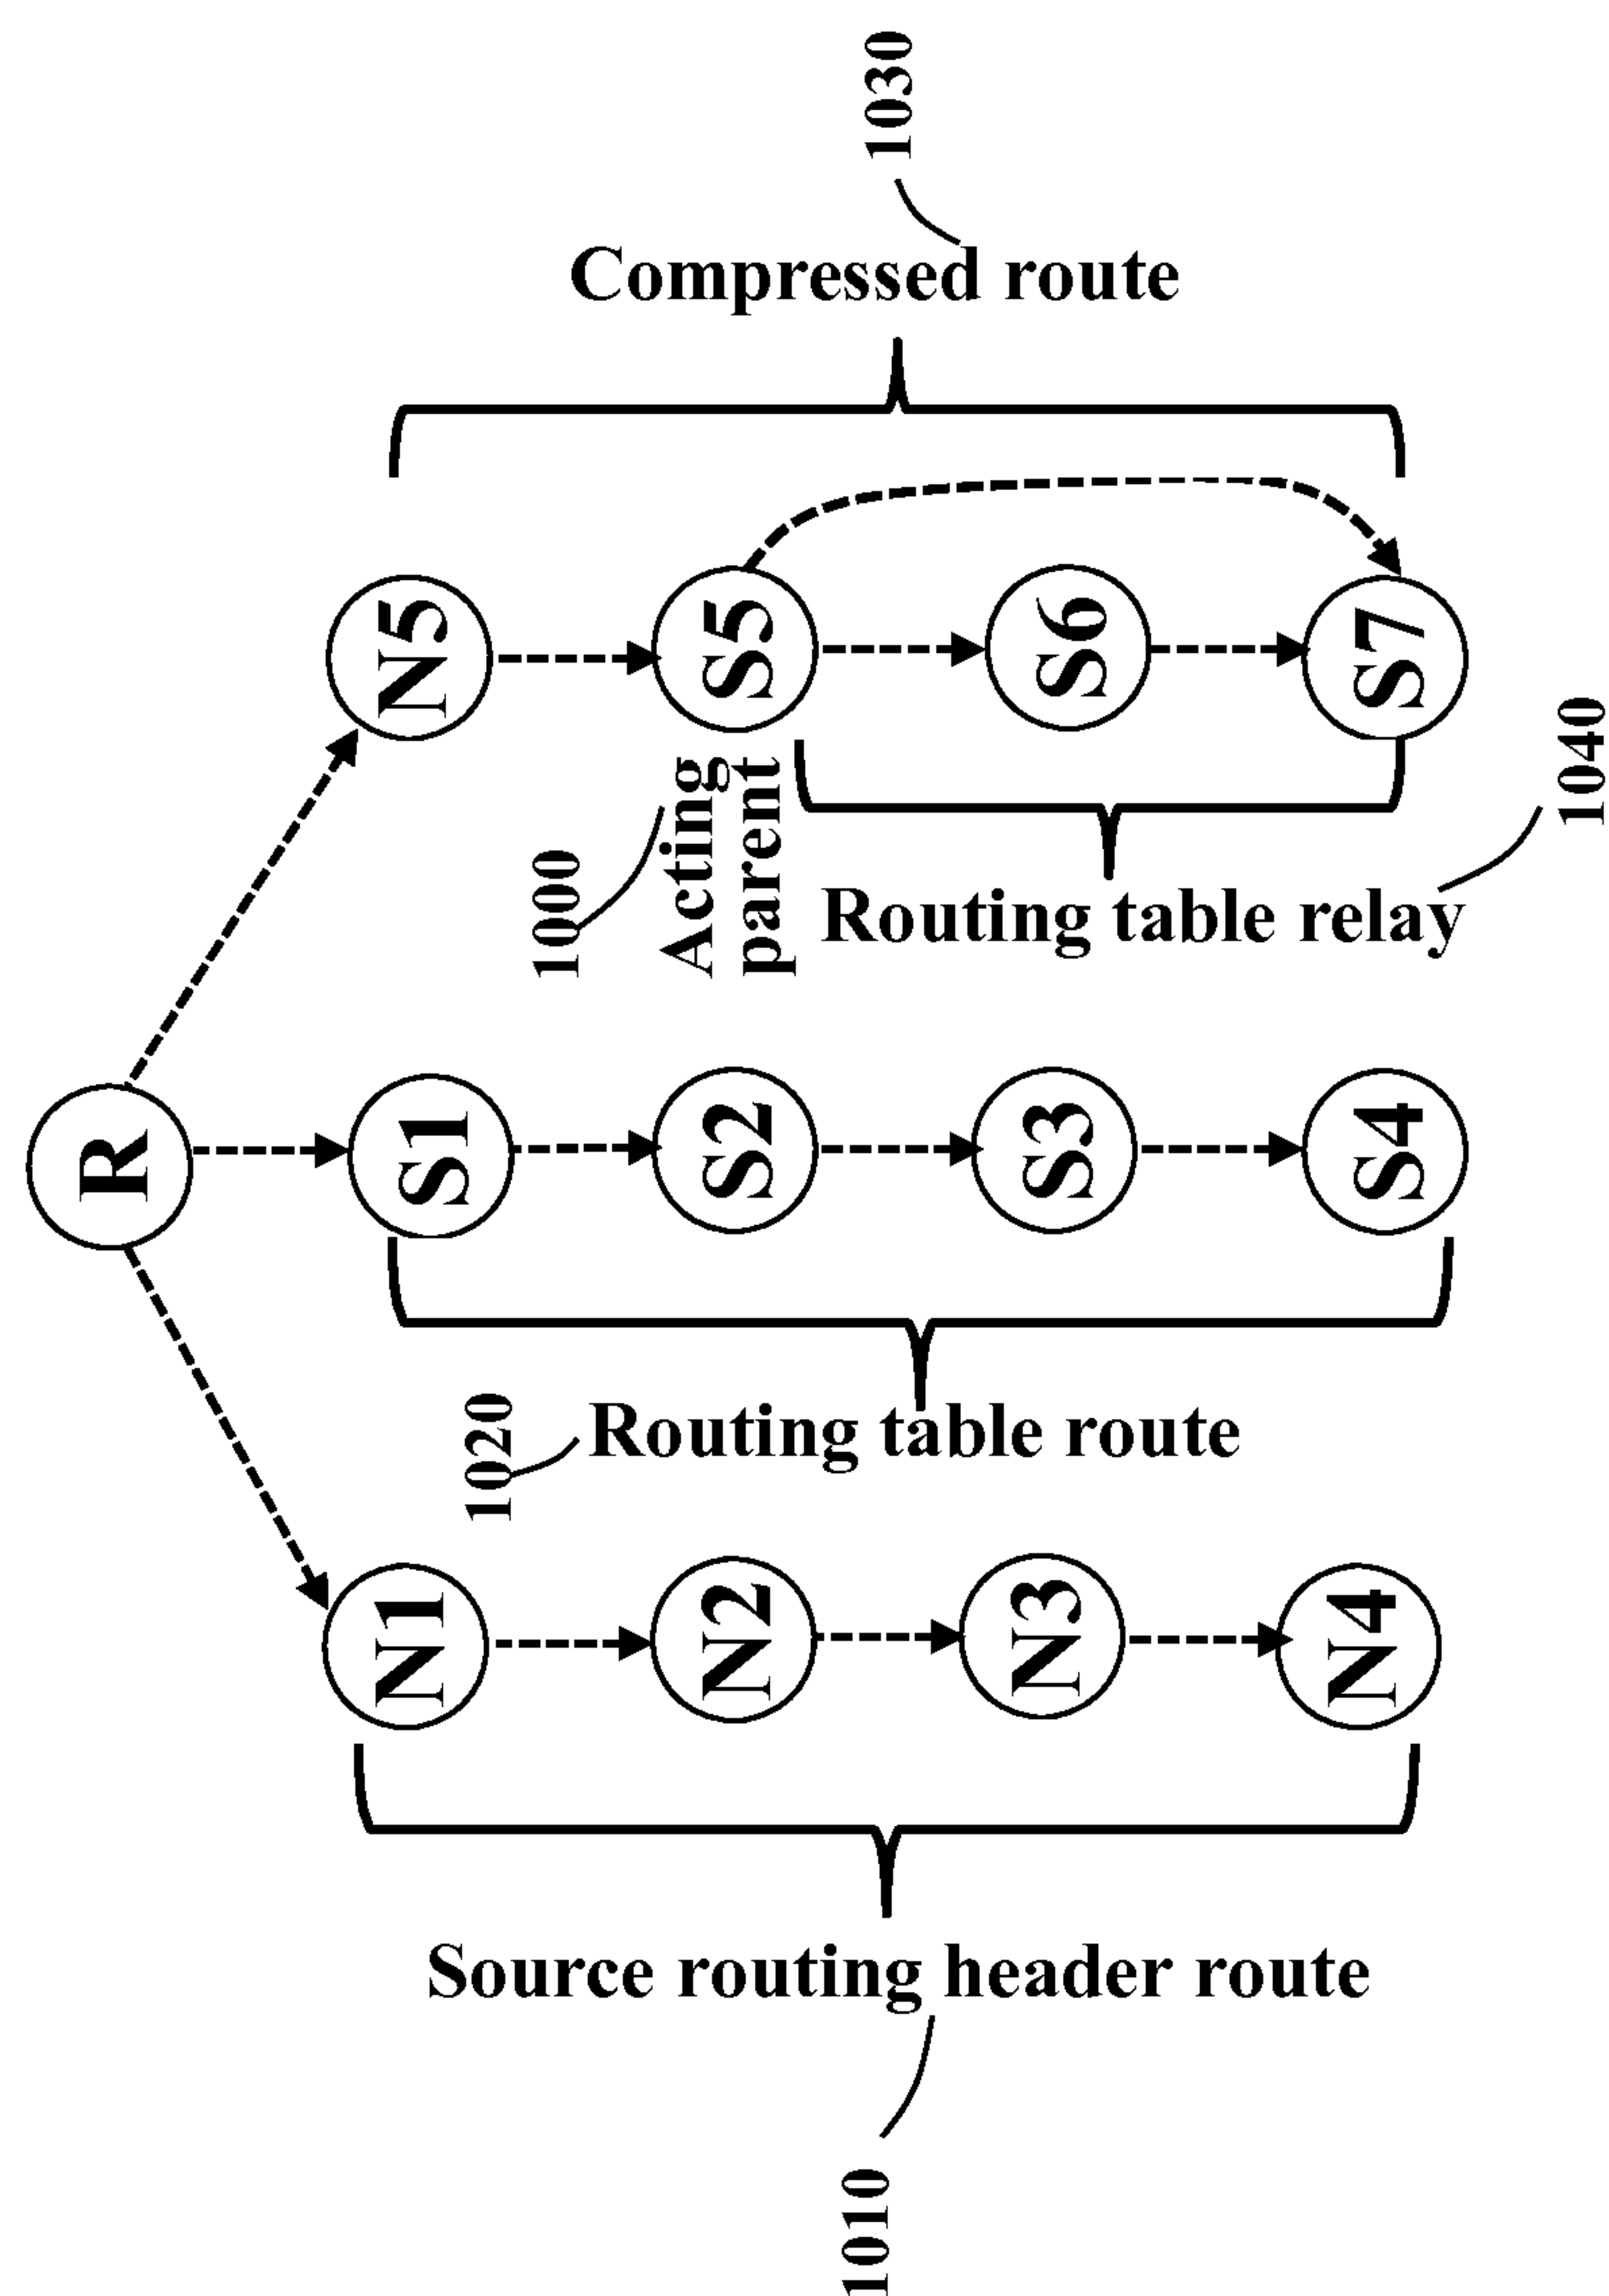 1030
Compressed route
N5
S5
S6
S7
1000
Acting
parent
Routing table relay
1040
R
S1
S2
S3
S4
1020
Routing table route
N1
N2
N3
N4
Source routing header route
1010